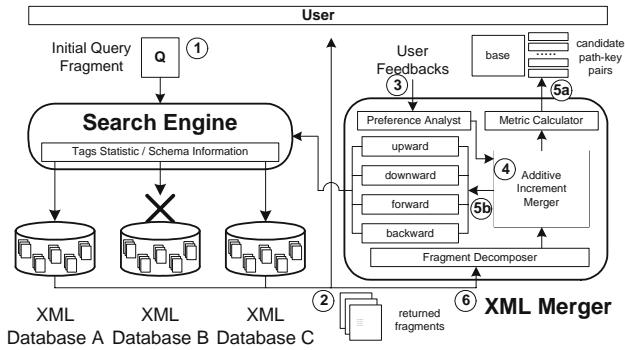 User
Initial Query
Fragment
Q
1
User
Feedbacks
3
base
.....
candidate
path-key
pairs
5a
Search Engine
Tags Statistic / Schema Information
Preference Analyst
Metric Calculator
upward
downward
forward
backward
4
5b
Additive
Increment
Merger
Fragment Decomposer
XML
Database A
XML
Database B
XML
Database C
2
returned
fragments
6
XML Merger